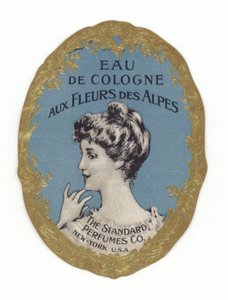 EAU
DE COLOGNE
AUX FLEURS DES ALPES
THE STANDARD
PERFUMES CO.
NEW-YORK U.S.A.